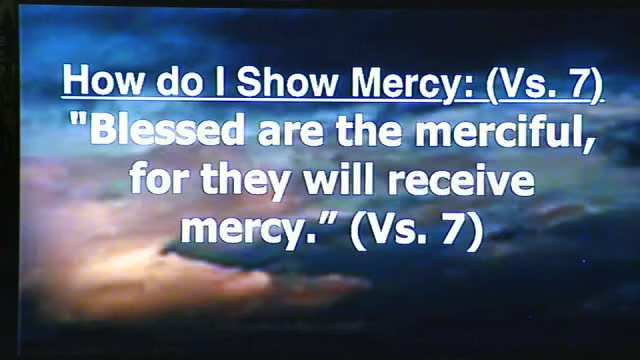 How do I Show Mercy: (Vs. 7)
"Blessed are the merciful,
for they will receive
mercy.” (Vs. 7)